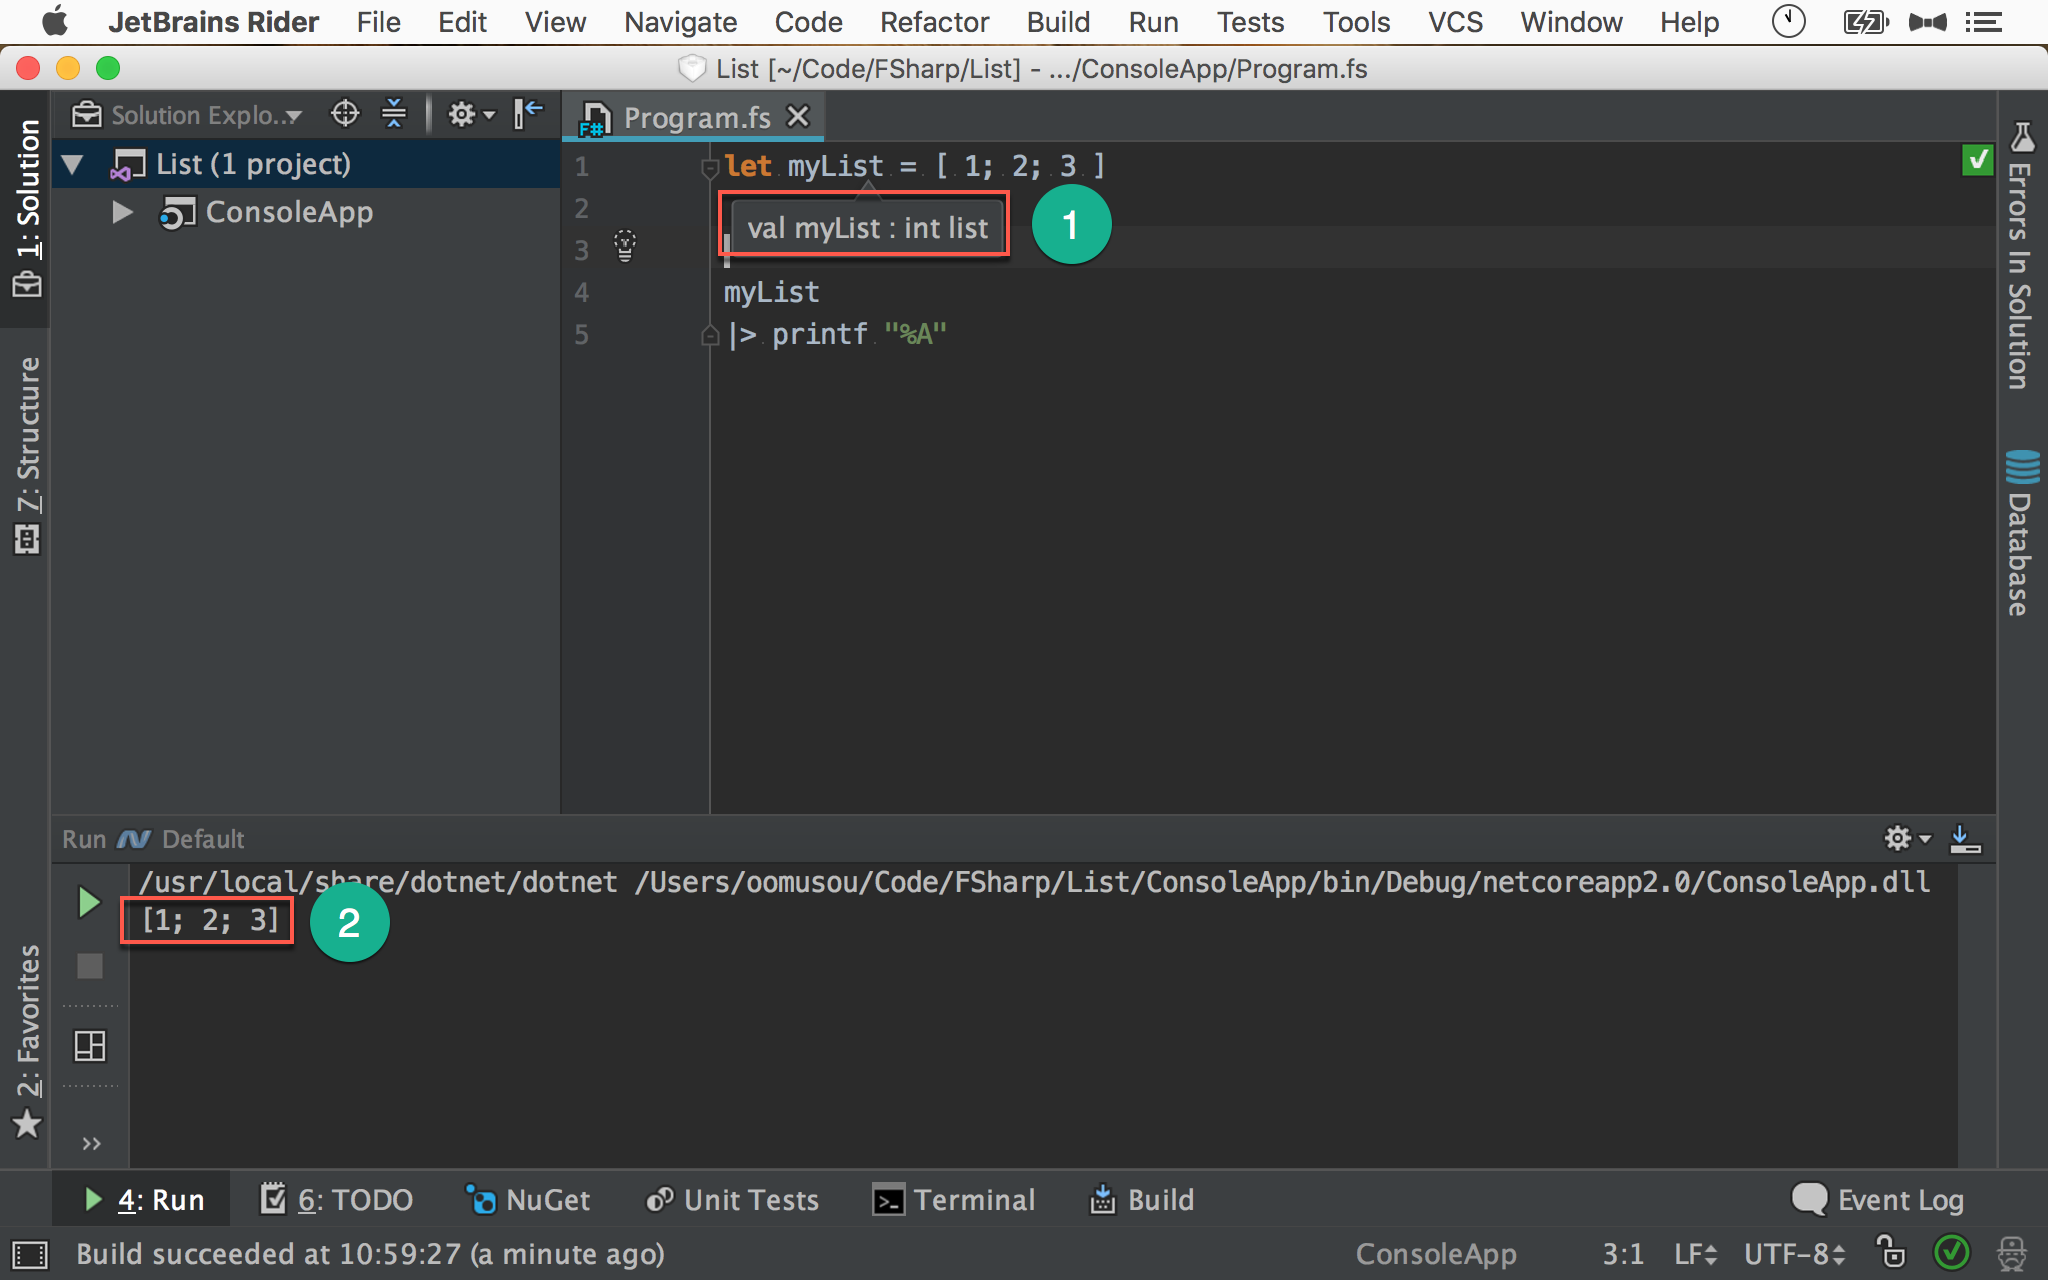 JetBrains Rider File Edit View Navigate Code Refactor Build Run Tests Tools VCS Window Help
List [~/Code/FSharp/List] - .../ConsoleApp/Program.fs
1: Solution
Solution Explo...
Program.fs
List (1 project)
ConsoleApp
1 let myList = [ 1; 2; 3 ]
2
val myList : int list
1
3
4 myList
5 |> printf "%A"
7: Structure
2: Favorites
Errors In Solution
Database
Run Default
/usr/local/share/dotnet/dotnet /Users/oomusou/Code/FSharp/List/ConsoleApp/bin/Debug/netcoreapp2.0/ConsoleApp.dll
[1; 2; 3]
2
4: Run 6: TODO NuGet Unit Tests Terminal Build Event Log
Build succeeded at 10:59:27 (a minute ago) ConsoleApp 3:1 LF UTF-8